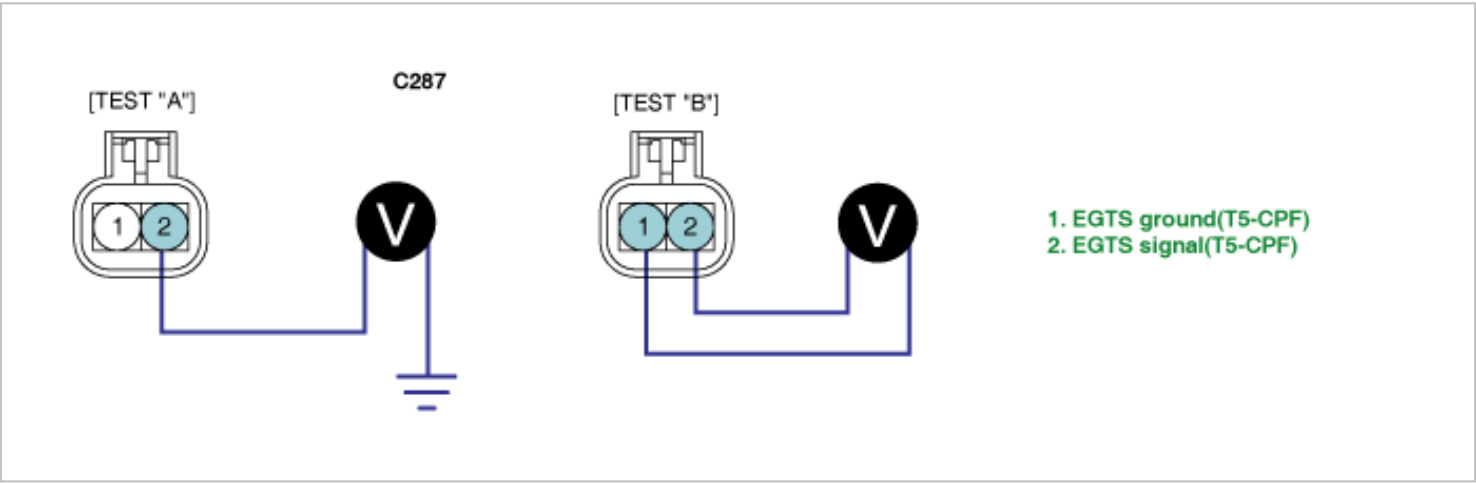 C287
[TEST "A"]
[TEST "B"]
1 2
V
1 2
V
1. EGTS ground(T5-CPF)
2. EGTS signal(T5-CPF)